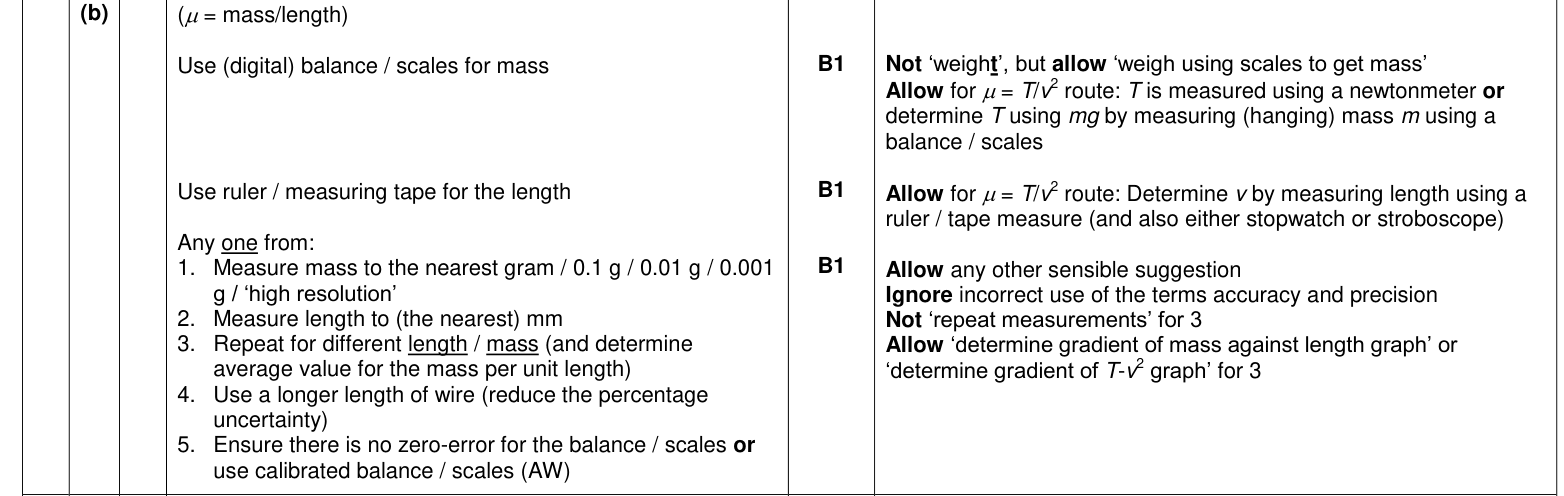 (b)
(μ = mass/length)
Use (digital) balance / scales for mass
B1
Not ‘weight’, but allow ‘weigh using scales to get mass’
Allow for μ = T/v² route: T is measured using a newtonmeter or
determine T using mg by measuring (hanging) mass m using a
balance / scales
Use ruler / measuring tape for the length
B1
Allow for μ = T/v² route: Determine v by measuring length using a
ruler / tape measure (and also either stopwatch or stroboscope)
Any one from:
1. Measure mass to the nearest gram / 0.1 g / 0.01 g / 0.001
g / ‘high resolution’
2. Measure length to (the nearest) mm
3. Repeat for different length / mass (and determine
average value for the mass per unit length)
4. Use a longer length of wire (reduce the percentage
uncertainty)
5. Ensure there is no zero-error for the balance / scales or
use calibrated balance / scales (AW)
B1
Allow any other sensible suggestion
Ignore incorrect use of the terms accuracy and precision
Not ‘repeat measurements’ for 3
Allow ‘determine gradient of mass against length graph’ or
‘determine gradient of T-v² graph’ for 3